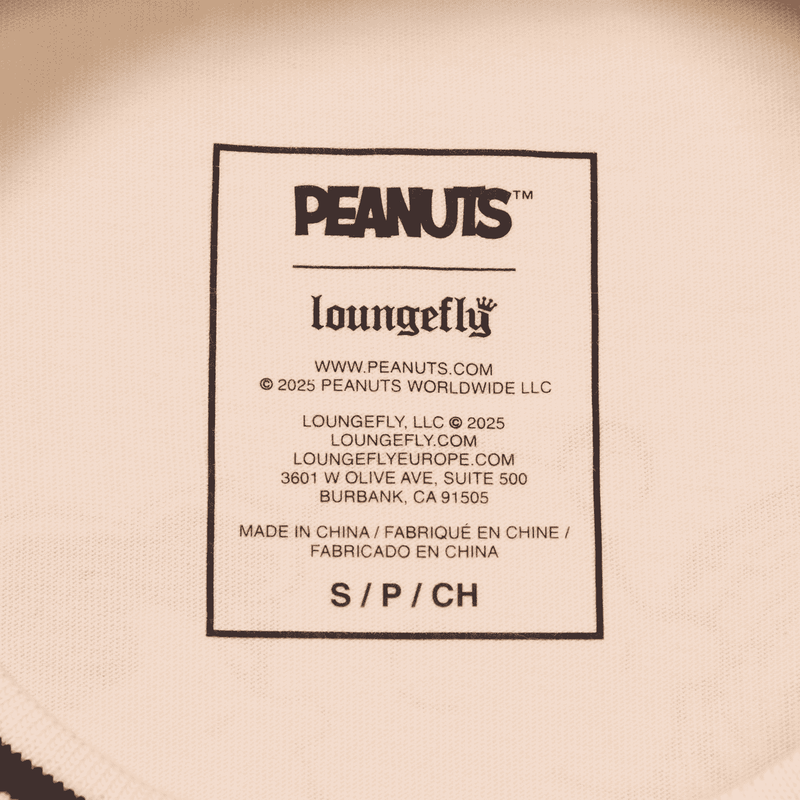 PEANUTS™
loungefly
WWW.PEANUTS.COM
© 2025 PEANUTS WORLDWIDE LLC
LOUNGEFLY, LLC © 2025
LOUNGEFLY.COM
LOUNGEFLYEUROPE.COM
3601 W OLIVE AVE, SUITE 500
BURBANK, CA 91505
MADE IN CHINA / FABRIQUÉ EN CHINE /
FABRICADO EN CHINA
S / P / CH